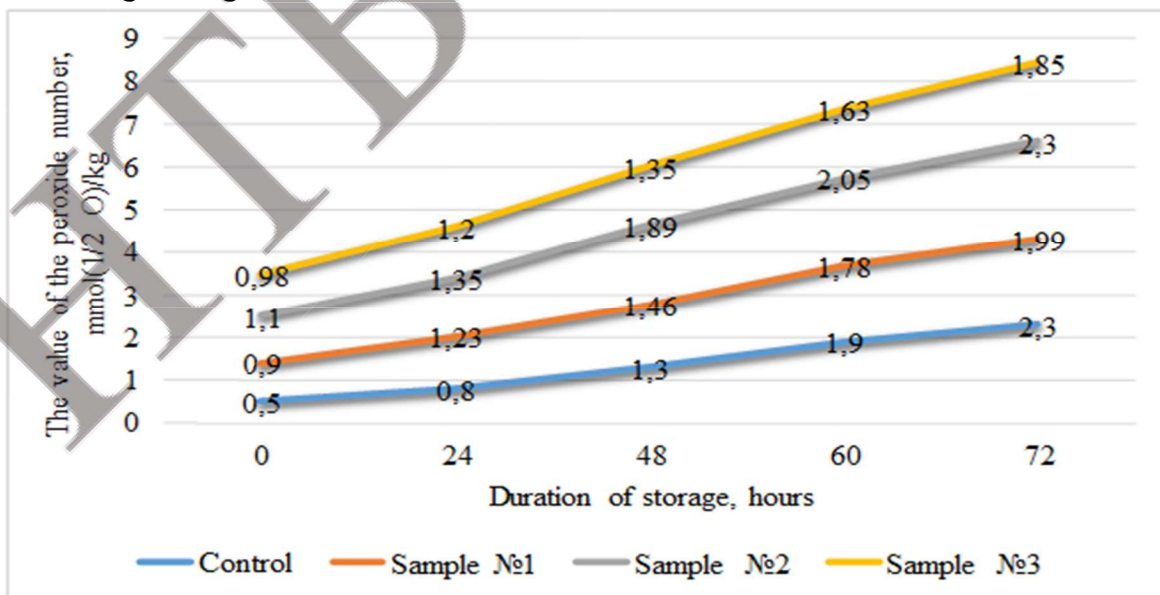 The value of the peroxide number,
mmol(1/2 O)/kg
9
8
7
6
5
4
3
2
1
0
0,98 1,2 1,35 1,63 1,85
1,1 1,35 1,89 2,05 2,3
0,9 1,23 1,46 1,78 1,99
0,5 0,8 1,3 1,9 2,3
0 24 48 60 72
Duration of storage, hours
Control Sample №1 Sample №2 Sample №3